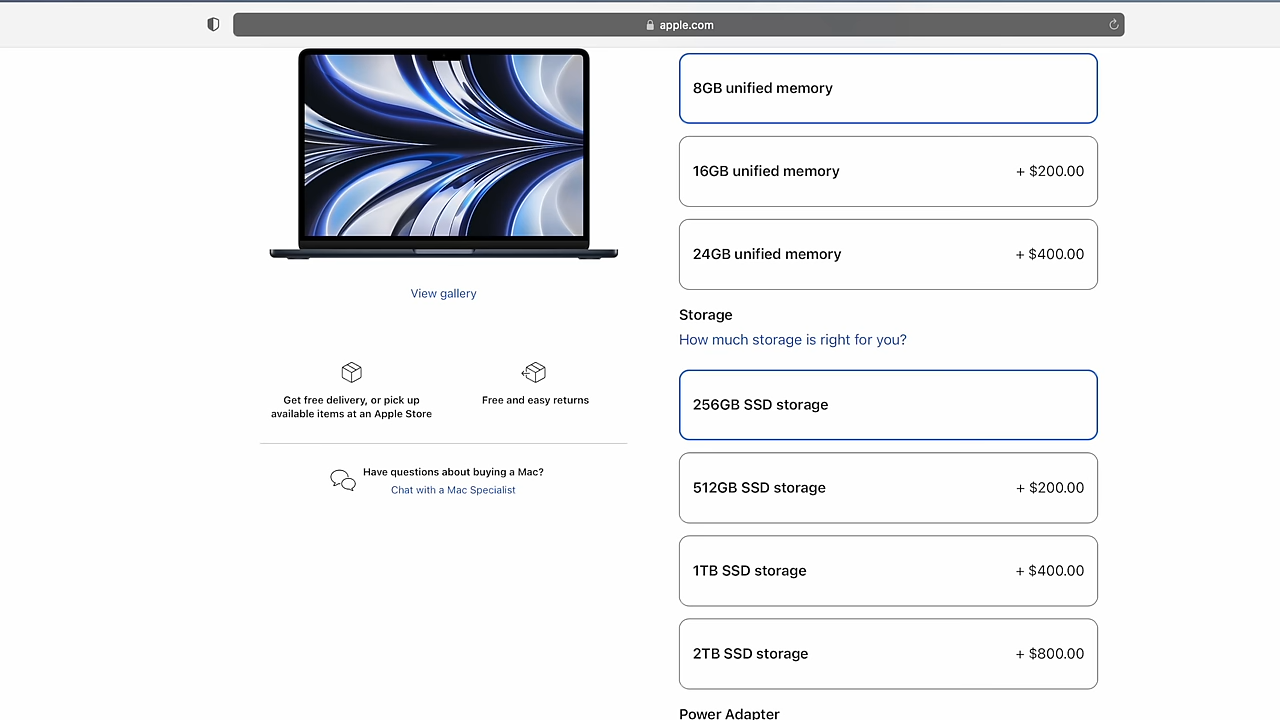 apple.com
8GB unified memory
16GB unified memory + $200.00
24GB unified memory + $400.00
View gallery
Storage
How much storage is right for you?
Get free delivery, or pick up
available items at an Apple Store
Free and easy returns
256GB SSD storage
Have questions about buying a Mac?
Chat with a Mac Specialist
512GB SSD storage + $200.00
1TB SSD storage + $400.00
2TB SSD storage + $800.00
Power Adapter